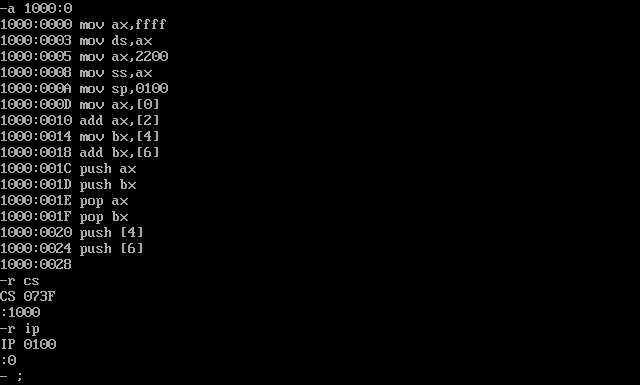 -a 1000:0
1000:0000 mov ax,ffff
1000:0003 mov ds,ax
1000:0005 mov ax,2200
1000:0008 mov ss,ax
1000:000A mov sp,0100
1000:000D mov ax,[0]
1000:0010 add ax,[2]
1000:0014 mov bx,[4]
1000:0018 add bx,[6]
1000:001C push ax
1000:001D push bx
1000:001E pop ax
1000:001F pop bx
1000:0020 push [4]
1000:0024 push [6]
1000:0028
-r cs
CS 073F
:1000
-r ip
IP 0100
:0
- ;